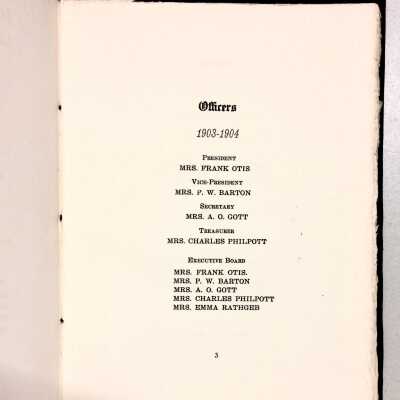 Officers
1903-1904
President
MRS. FRANK OTIS
Vice-President
MRS. P. W. BARTON
Secretary
MRS. A. O. GOTT
Treasurer
MRS. CHARLES PHILPOTT
Executive Board
MRS. FRANK OTIS.
MRS. P. W. BARTON
MRS. A. O. GOTT
MRS. CHARLES PHILPOTT
MRS. EMMA RATHGEB
3